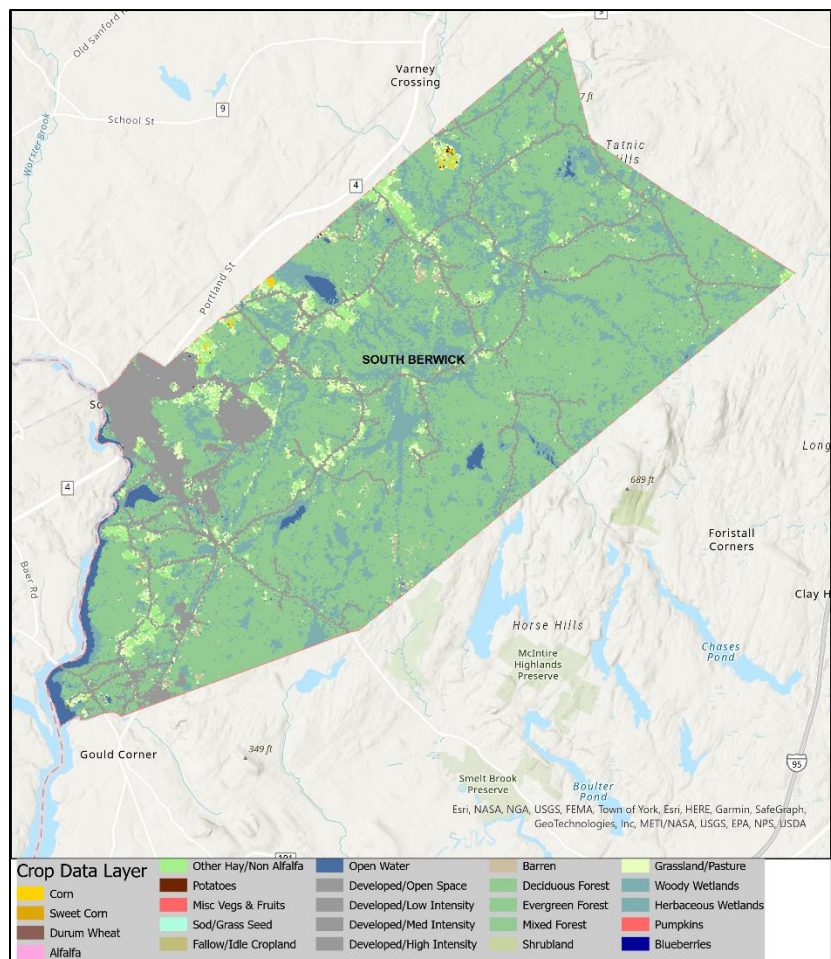 Old Sanford
9
Varney
Crossing
9
7 ft
School St
Worster Brook
Tatnic
ills
4
Portland St
SOUTH BERWICK
So
4
689 ft
Long
Foristall
Corners
Baer Rd
Clay H
Horse Hills
Chases
Pond
McIntire
Highlands
Preserve
Gould Corner
349 ft
95
Smelt Brook
Preserve
Boulter
Pond
Esri, NASA, NGA, USGS, FEMA, Town of York, Esri, HERE, Garmin, SafeGraph,
GeoTechnologies, Inc, METI/NASA, USGS, EPA, NPS, USDA
Crop Data Layer
Corn
Sweet Corn
Durum Wheat
Alfalfa
Other Hay/Non Alfalfa
Potatoes
Misc Vegs & Fruits
Sod/Grass Seed
Fallow/Idle Cropland
Open Water
Developed/Open Space
Developed/Low Intensity
Developed/Med Intensity
Developed/High Intensity
Barren
Deciduous Forest
Evergreen Forest
Mixed Forest
Shrubland
Grassland/Pasture
Woody Wetlands
Herbaceous Wetlands
Pumpkins
Blueberries